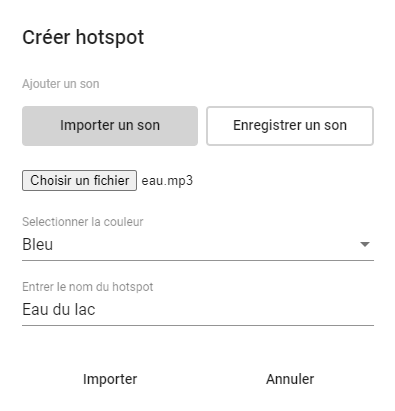 Créer hotspot
Ajouter un son
Importer un son Enregistrer un son
Choisir un fichier eau.mp3
Selectionner la couleur
Bleu
Entrer le nom du hotspot
Eau du lac
Importer Annuler